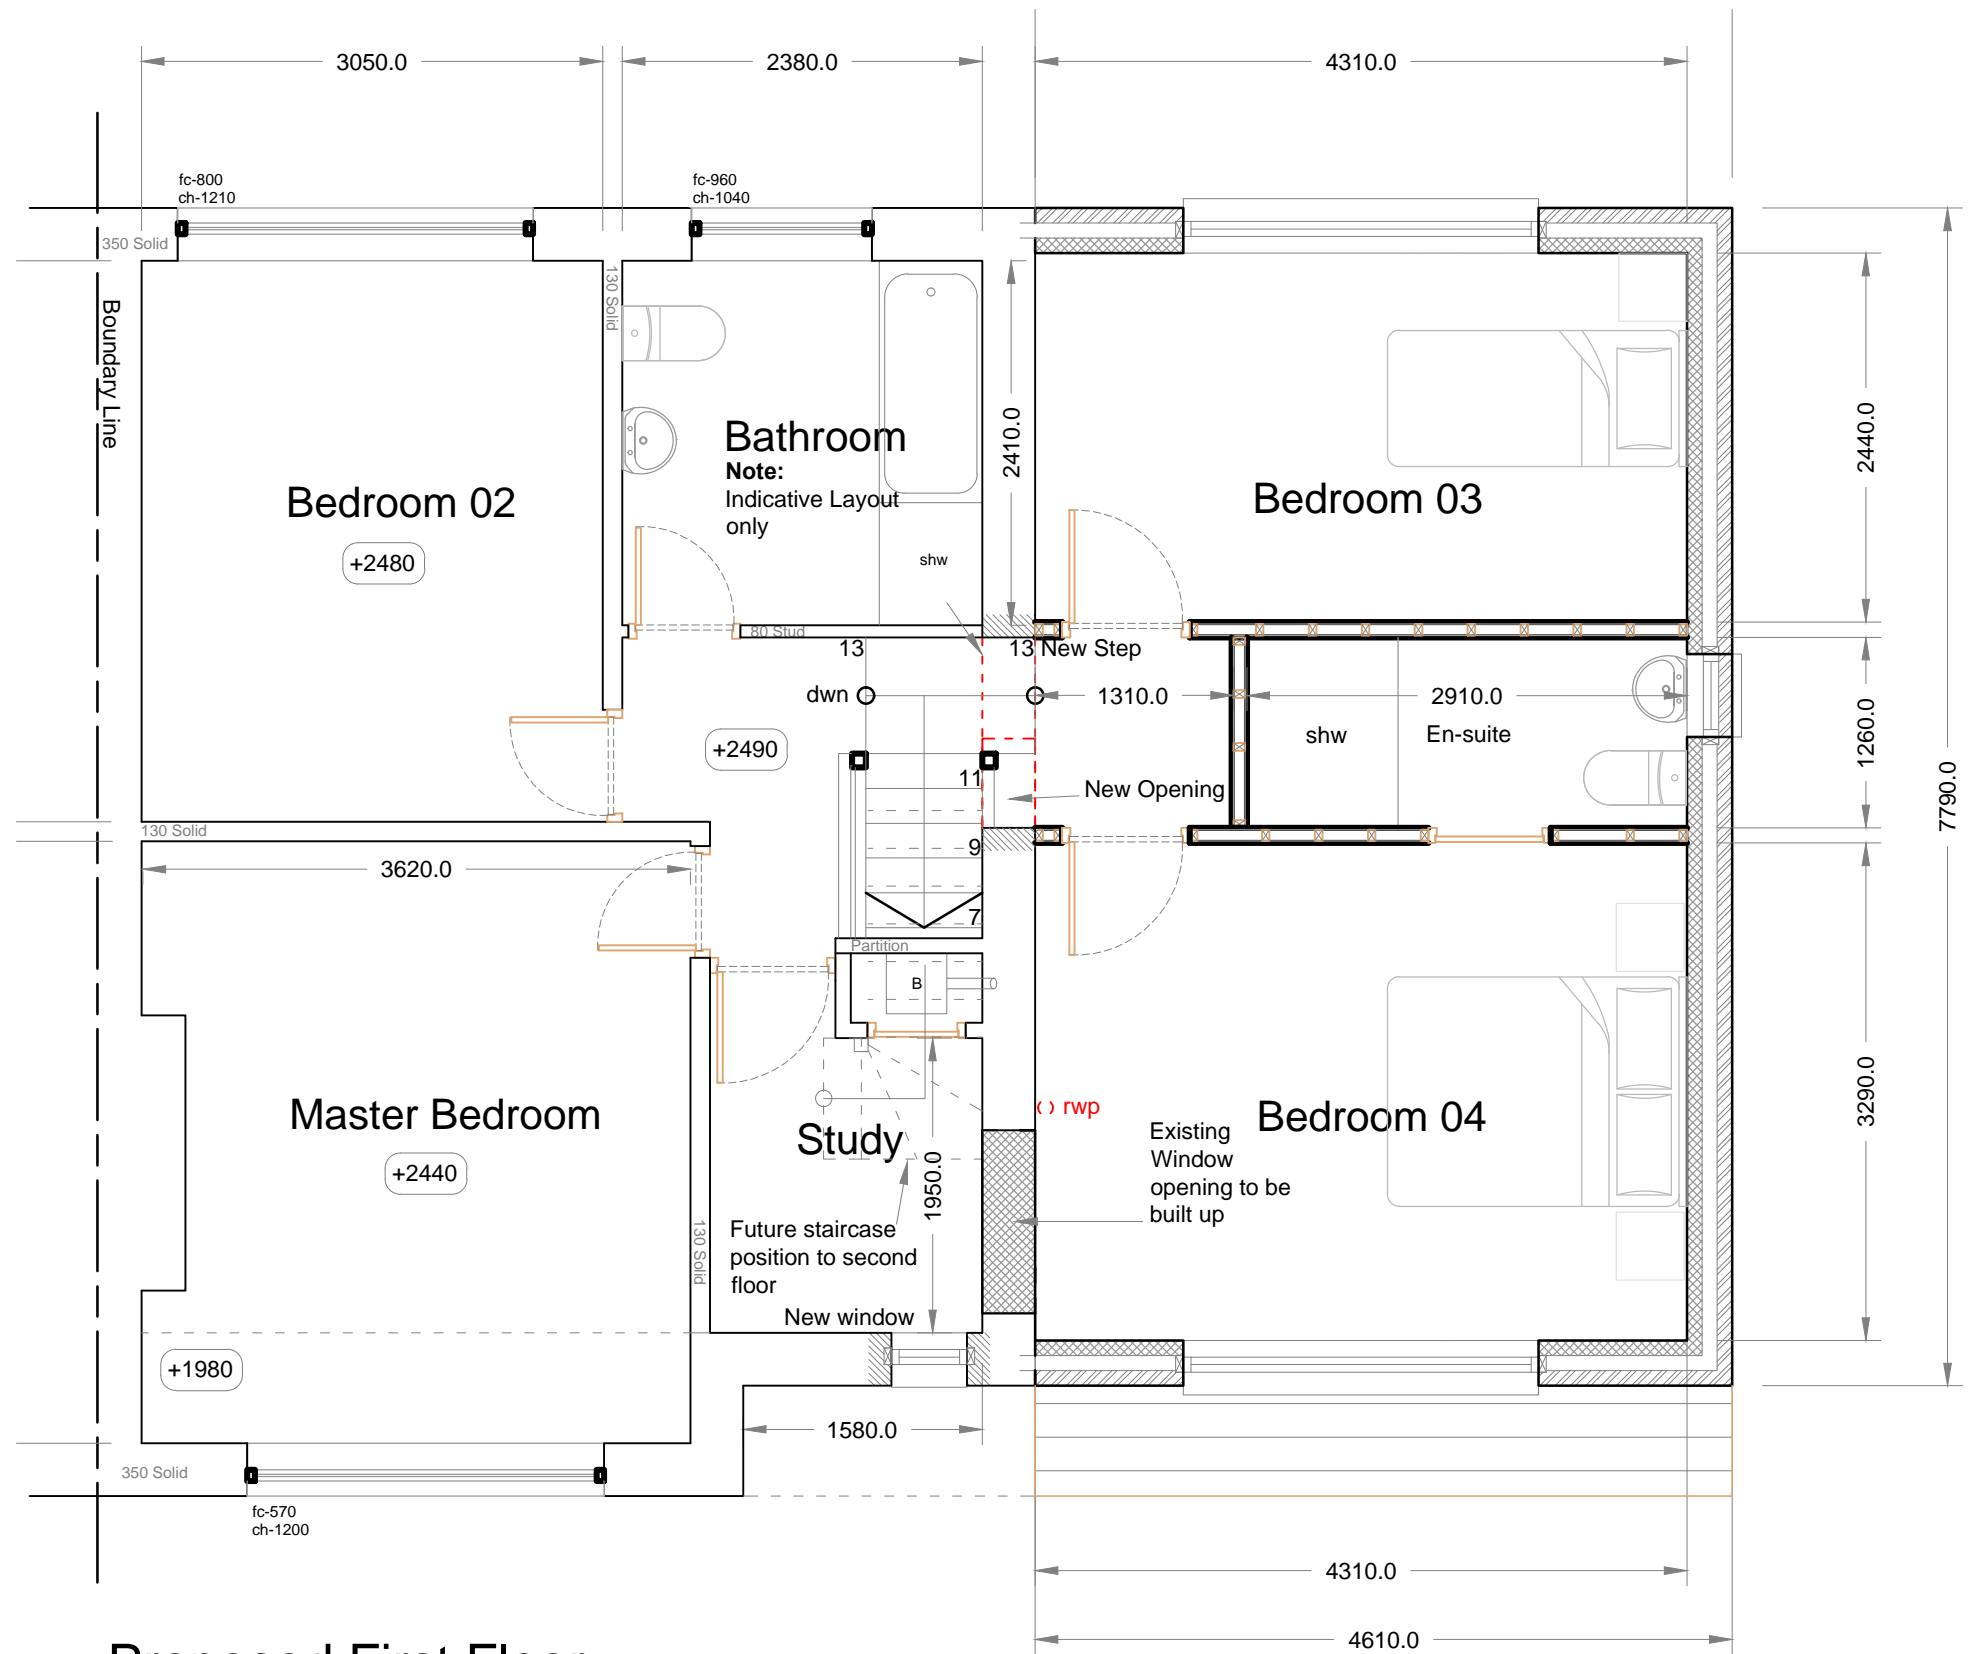 3050.0
2380.0
4310.0
fc-800
ch-1210
fc-960
ch-1040
350 Solid
130 Solid
Boundary Line
Bathroom
Note:
Indicative Layout
only
2410.0
2440.0
Bedroom 02
+2480
Bedroom 03
shw
80 Stud
13
13 New Step
dwn
1310.0
2910.0
+2490
shw
En-suite
1260.0
11
New Opening
7790.0
130 Solid
9
3620.0
7
Partition
B
Master Bedroom
+2440
Study
1950.0
rwp
Bedroom 04
3290.0
Existing
Window
opening to be
built up
130 Solid
Future staircase
position to second
floor
New window
+1980
1580.0
350 Solid
fc-570
ch-1200
4310.0
4610.0
Proposed First Floor